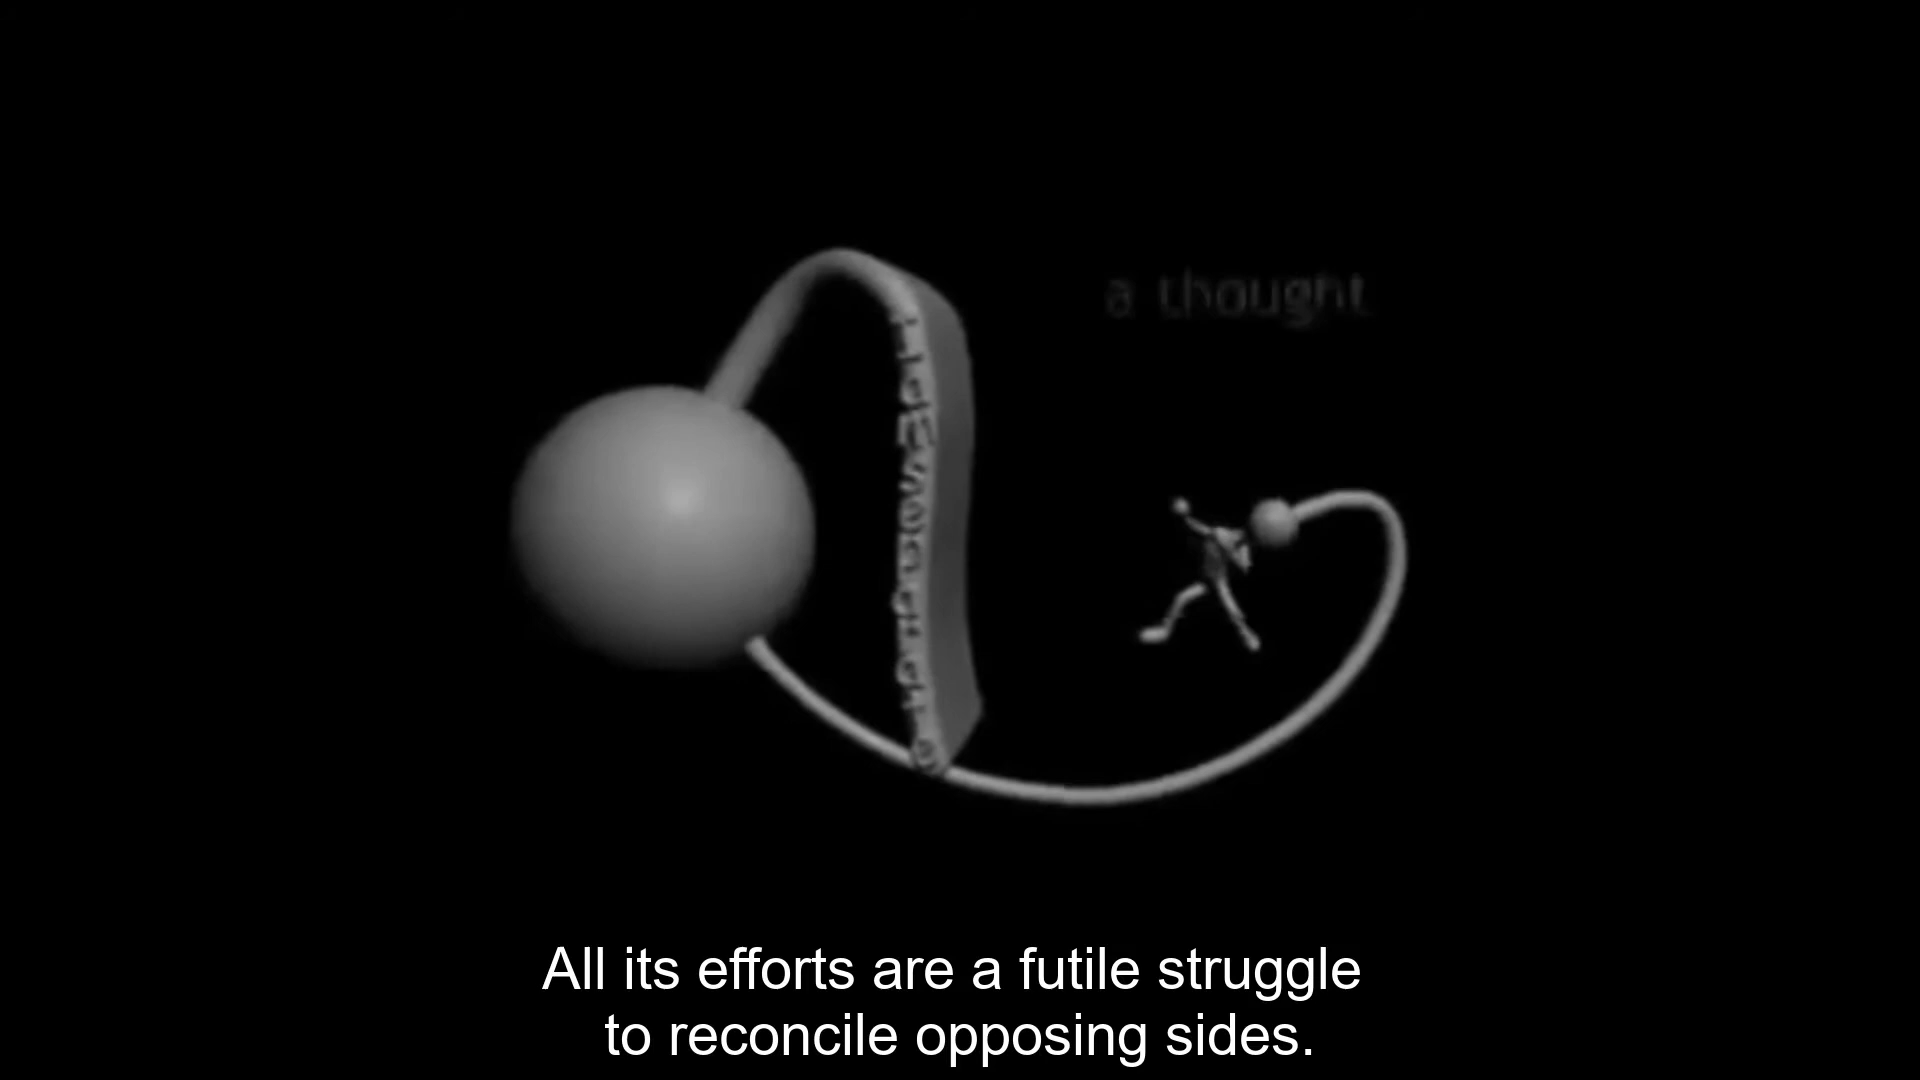 a thought
All its efforts are a futile struggle
to reconcile opposing sides.